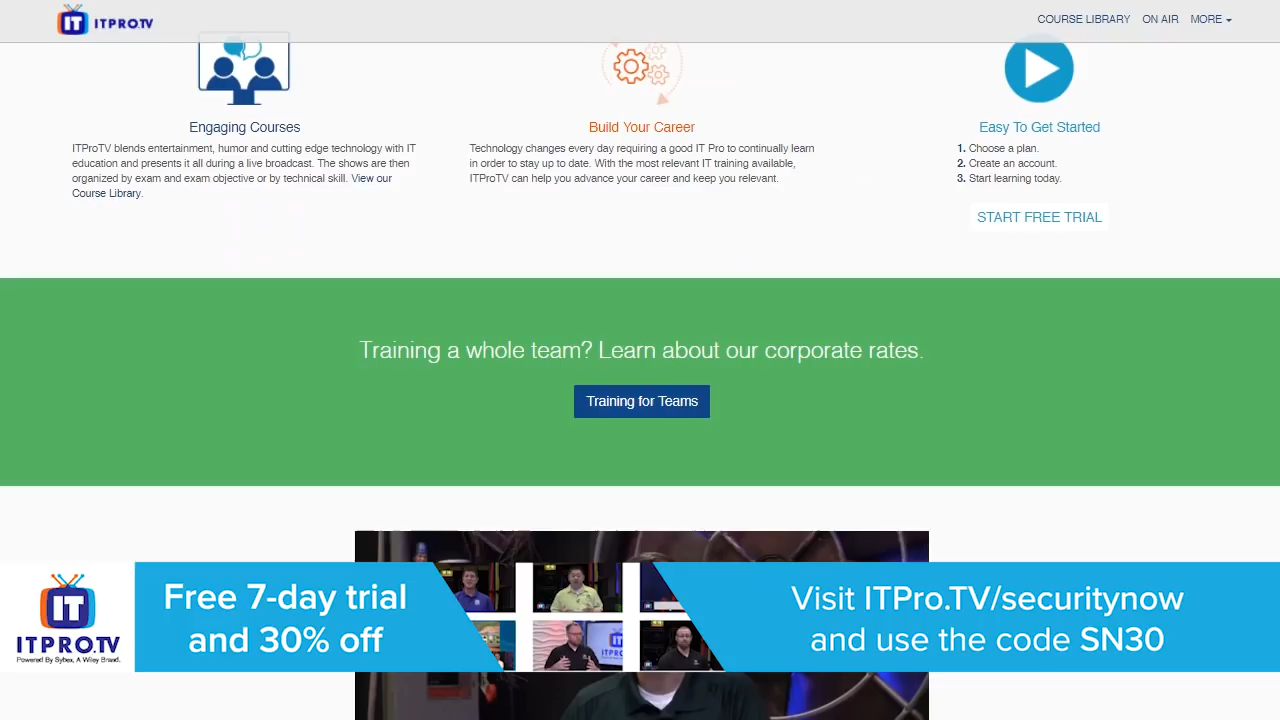 IT ITPRO.TV
COURSE LIBRARY ON AIR MORE
Engaging Courses
ITProTV blends entertainment, humor and cutting edge technology with IT
education and presents it all during a live broadcast. The shows are then
organized by exam and exam objective or by technical skill. View our
Course Library.
Build Your Career
Technology changes every day requiring a good IT Pro to continually learn
in order to stay up to date. With the most relevant IT training available,
ITProTV can help you advance your career and keep you relevant.
Easy To Get Started
1. Choose a plan.
2. Create an account.
3. Start learning today.
START FREE TRIAL
Training a whole team? Learn about our corporate rates.
Training for Teams
IT
ITPRO.TV
Powered By Sybex, A Wiley Brand.
Free 7-day trial
and 30% off
Visit ITPro.TV/securitynow
and use the code SN30